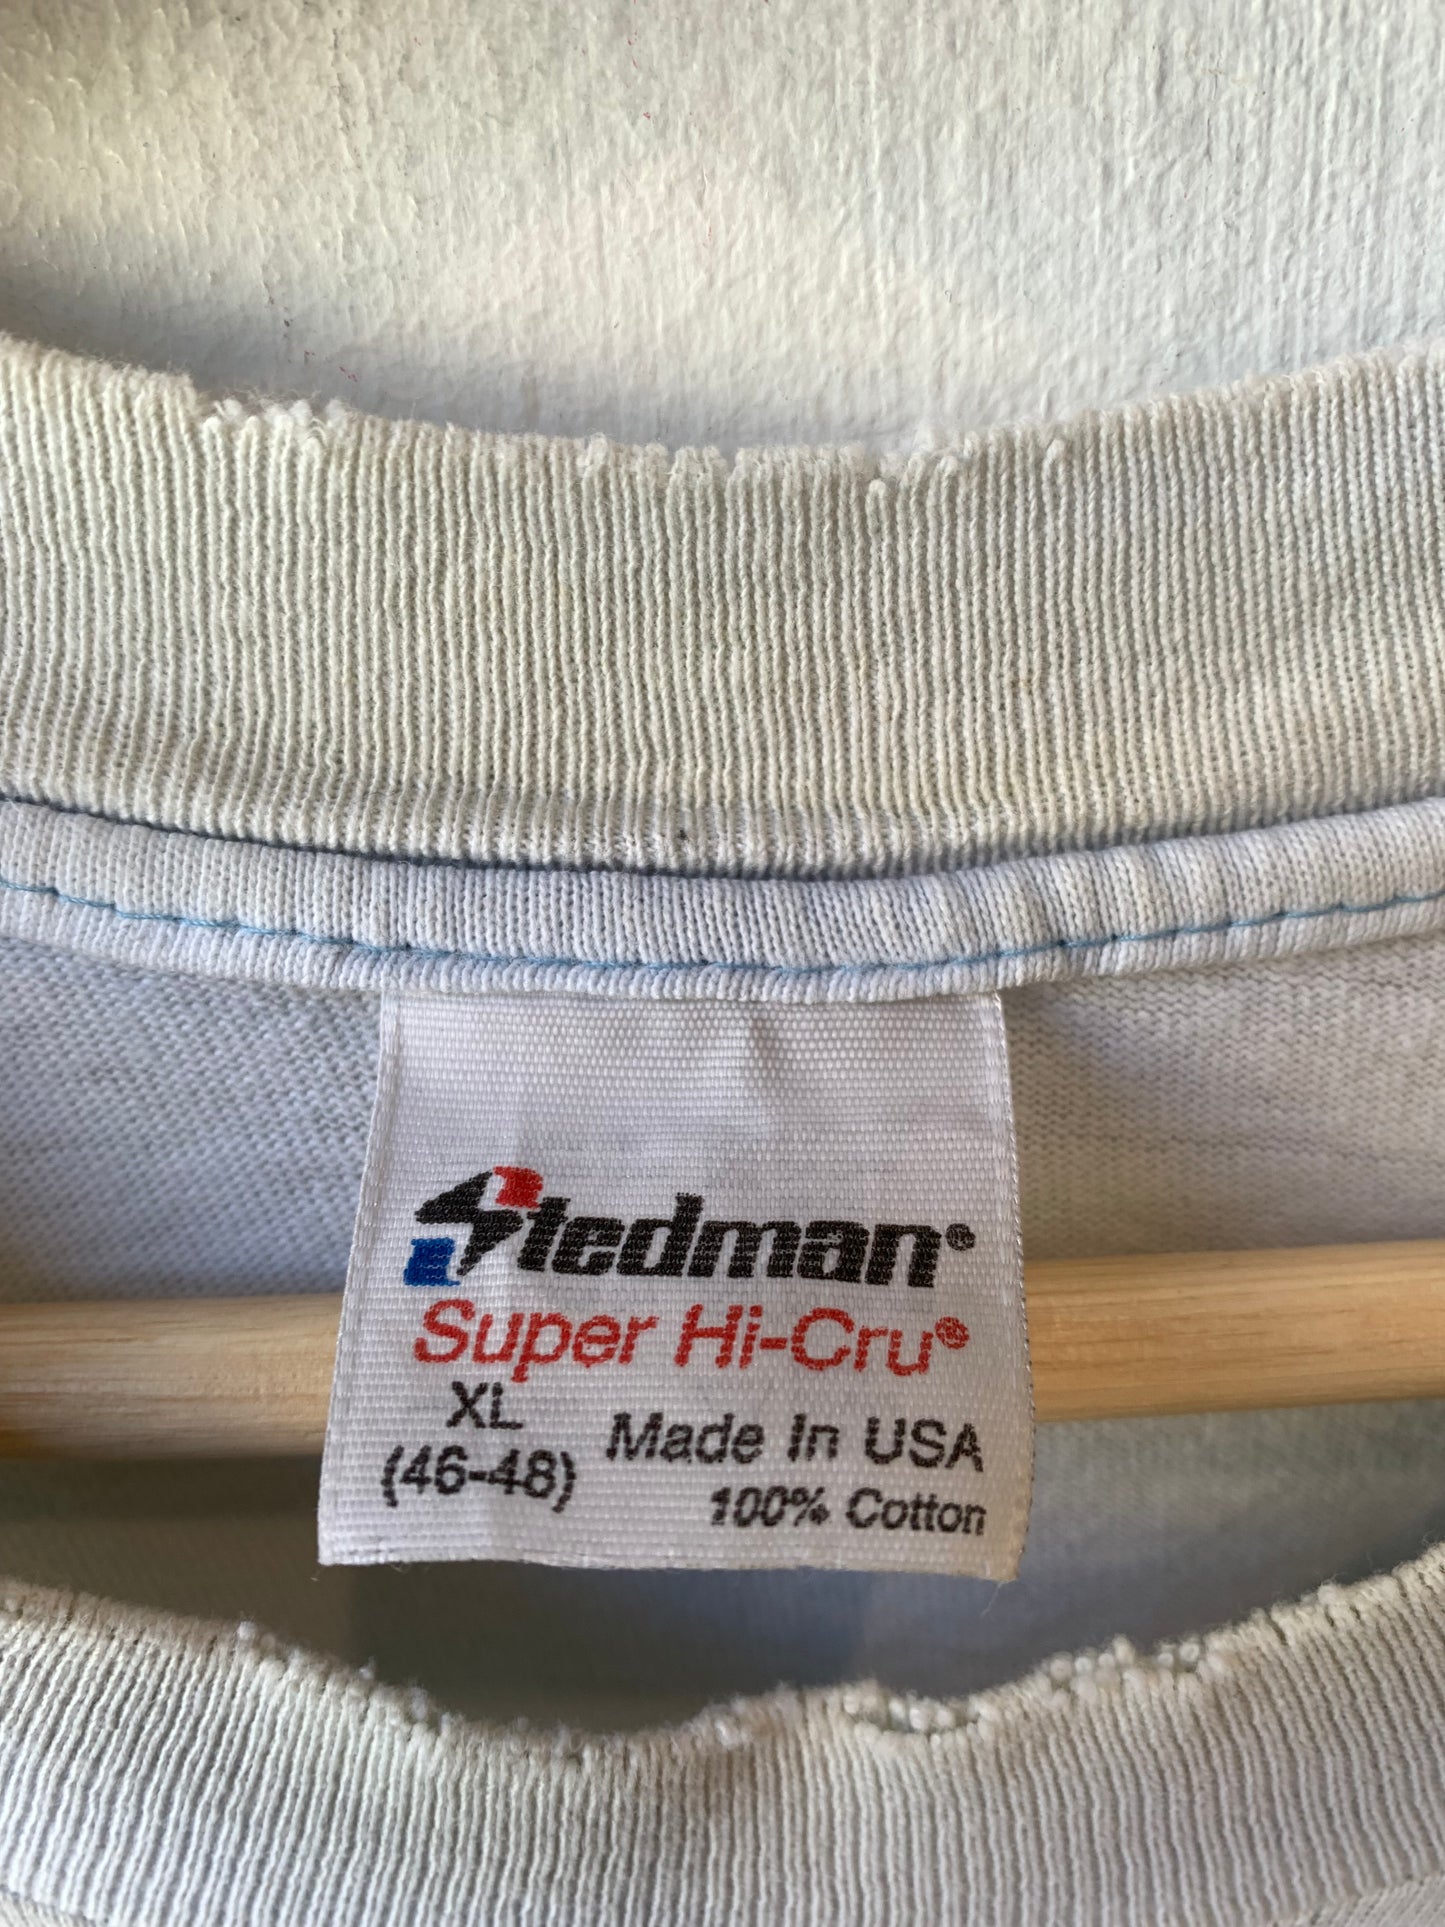 Stedman®
Super Hi-Cru®
XL
(46-48)
Made In USA
100% Cotton